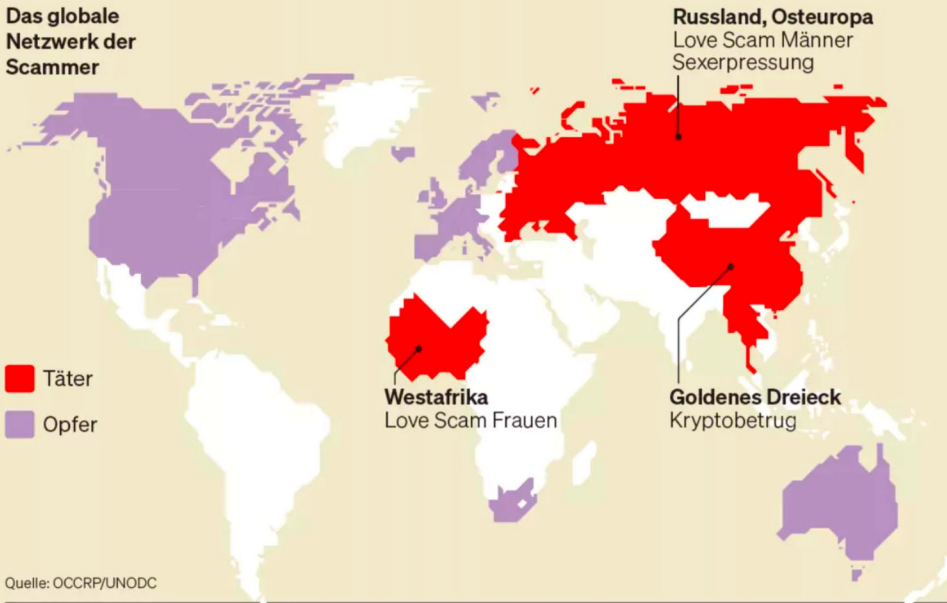 Das globale
Netzwerk der
Scammer
Russland, Osteuropa
Love Scam Männer
Sexerpressung
Täter
Opfer
Westafrika
Love Scam Frauen
Goldenes Dreieck
Kryptobetrug
Quelle: OCCRP/UNODC